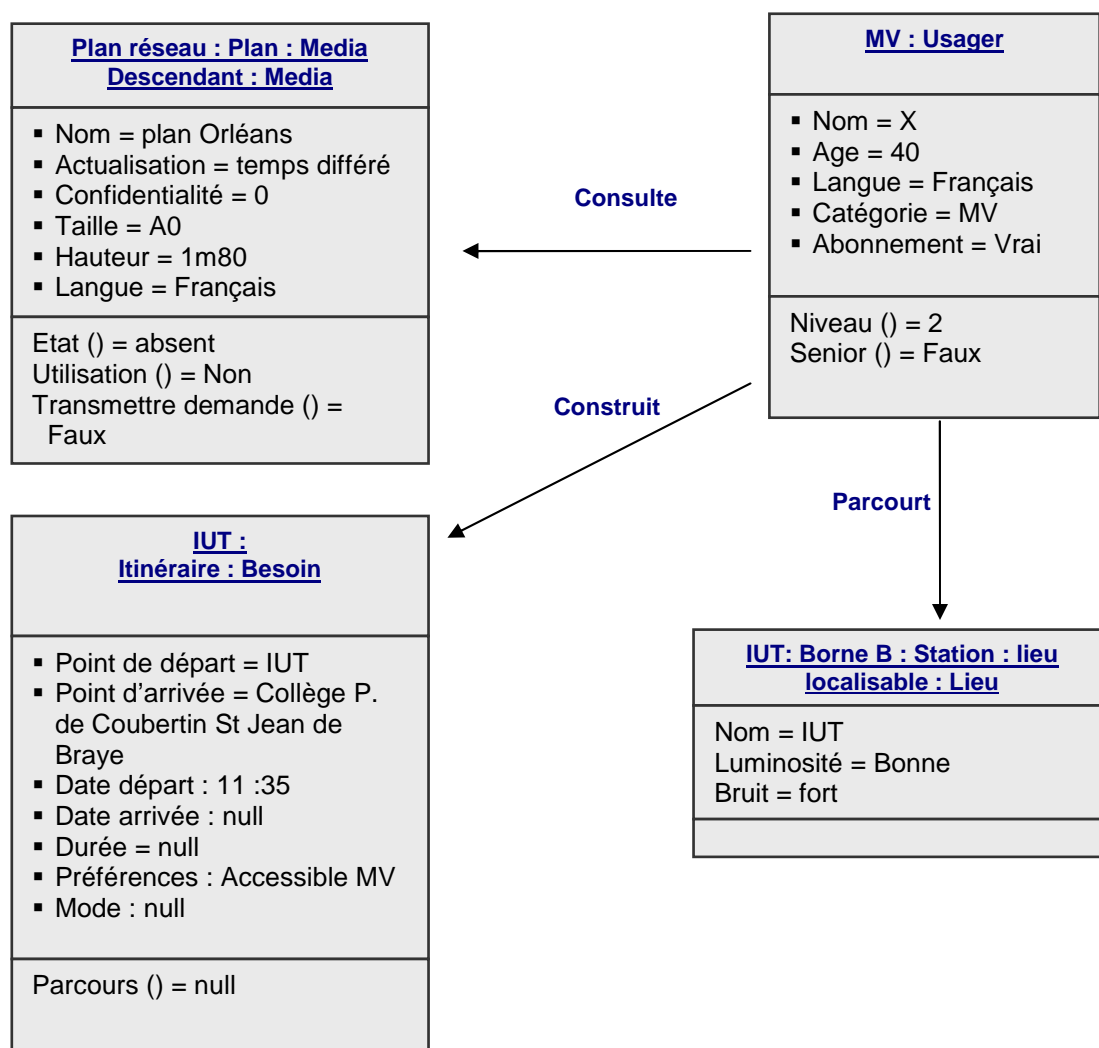 Plan réseau : Plan : Media
Descendant : Media
▪ Nom = plan Orléans
▪ Actualisation = temps différé
▪ Confidentialité = 0
▪ Taille = A0
▪ Hauteur = 1m80
▪ Langue = Français
Etat () = absent
Utilisation () = Non
Transmettre demande () =
Faux
MV : Usager
▪ Nom = X
▪ Age = 40
▪ Langue = Français
▪ Catégorie = MV
▪ Abonnement = Vrai
Niveau () = 2
Senior () = Faux
Consulte
Construit
Parcourt
IUT :
Itinéraire : Besoin
▪ Point de départ = IUT
▪ Point d’arrivée = Collège P.
de Coubertin St Jean de
Braye
▪ Date départ : 11 :35
▪ Date arrivée : null
▪ Durée = null
▪ Préférences : Accessible MV
▪ Mode : null
Parcours () = null
IUT: Borne B : Station : lieu
localisable : Lieu
Nom = IUT
Luminosité = Bonne
Bruit = fort